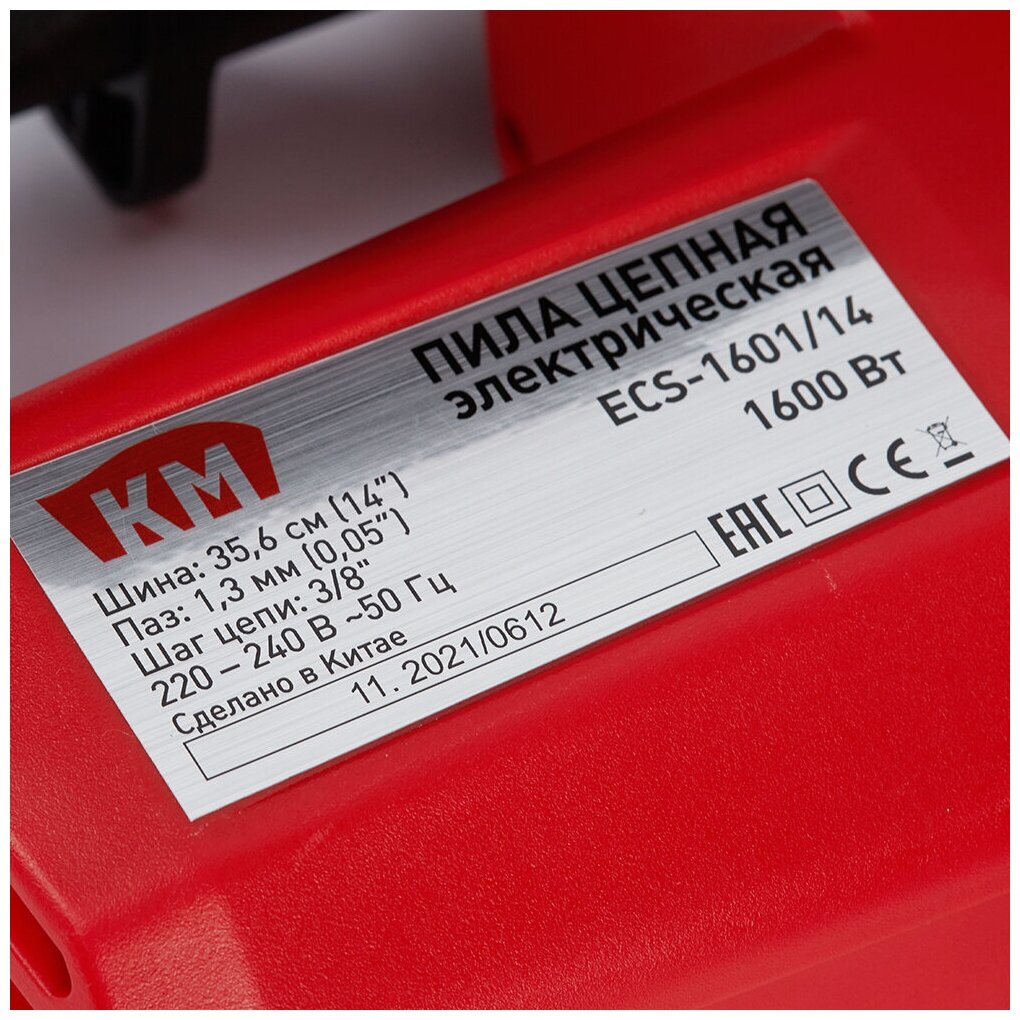 ПИЛА ЦЕПНАЯ
электрическая
ECS-1601/14
1600 Вт
КМ
Шина: 35,6 см (14")
Паз: 1,3 мм (0,05")
Шаг цепи: 3/8"
220 – 240 В ~50 Гц
Сделано в Китае
11. 2021/0612
EAC CE